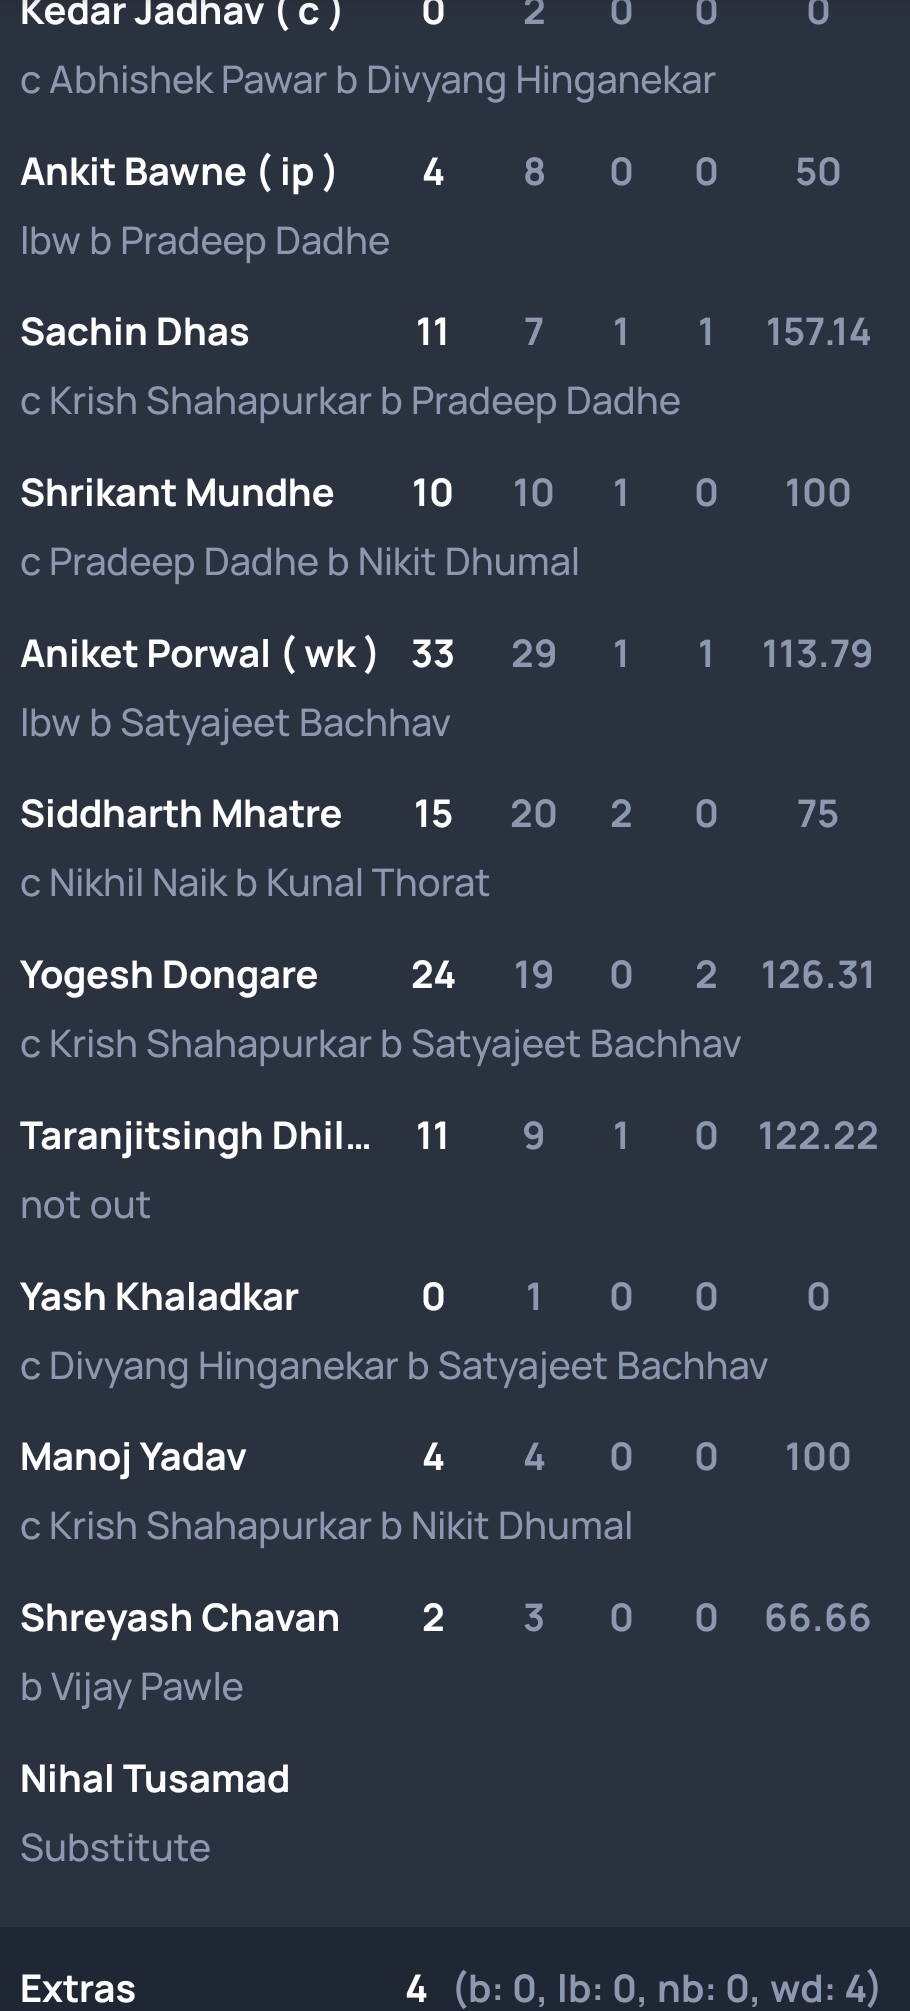 Kedar Jadhav ( c ) 0 2 0 0 0
c Abhishek Pawar b Divyang Hinganekar
Ankit Bawne ( ip ) 4 8 0 0 50
lbw b Pradeep Dadhe
Sachin Dhas 11 7 1 1 157.14
c Krish Shahapurkar b Pradeep Dadhe
Shrikant Mundhe 10 10 1 0 100
c Pradeep Dadhe b Nikit Dhumal
Aniket Porwal ( wk ) 33 29 1 1 113.79
lbw b Satyajeet Bachhav
Siddharth Mhatre 15 20 2 0 75
c Nikhil Naik b Kunal Thorat
Yogesh Dongare 24 19 0 2 126.31
c Krish Shahapurkar b Satyajeet Bachhav
Taranjitsingh Dhil... 11 9 1 0 122.22
not out
Yash Khaladkar 0 1 0 0 0
c Divyang Hinganekar b Satyajeet Bachhav
Manoj Yadav 4 4 0 0 100
c Krish Shahapurkar b Nikit Dhumal
Shreyash Chavan 2 3 0 0 66.66
b Vijay Pawle
Nihal Tusamad
Substitute
Extras 4 (b: 0, lb: 0, nb: 0, wd: 4)